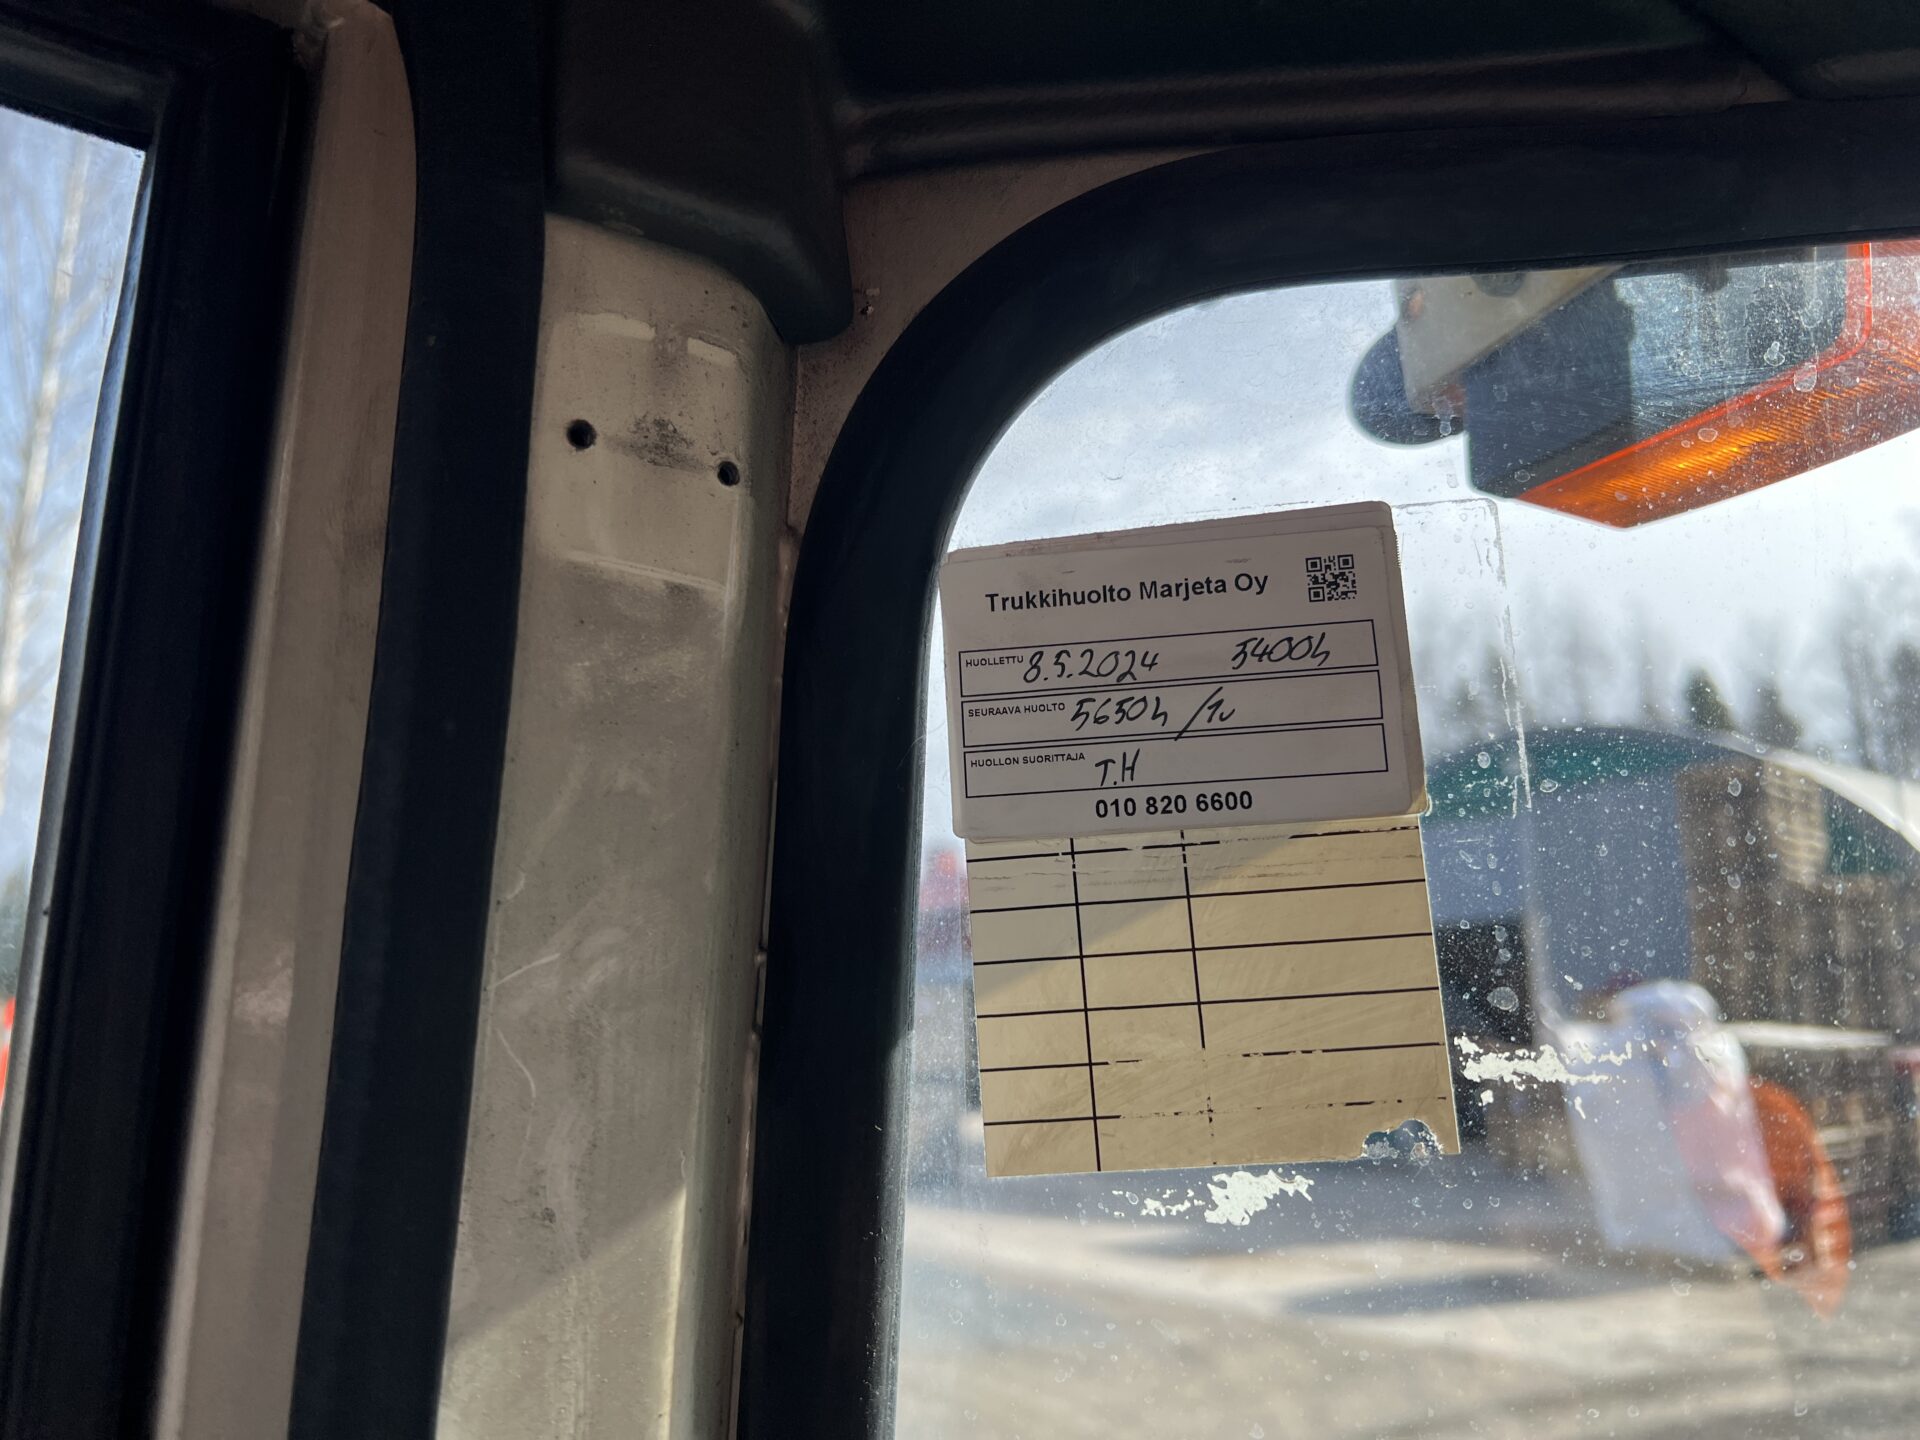 Trukkihuolto Marjeta Oy
HUOLLETTU 8.5.2024 5400h
SEURAAVA HUOLTO 5650h /1v
HUOLLON SUORITTAJA T.H
010 820 6600